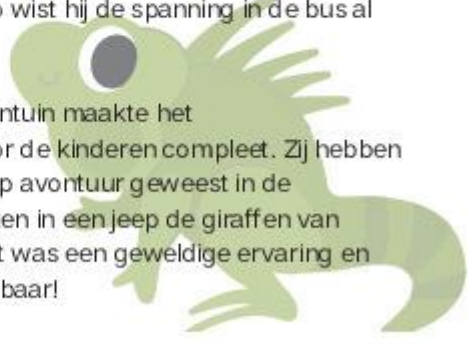 wist hij de spanning in de bus al
ntuin maakte het
r de kinderen compleet. Zij hebben
p avontuur geweest in de
en in een jeep de giraffen van
t was een geweldige ervaring en
baar!